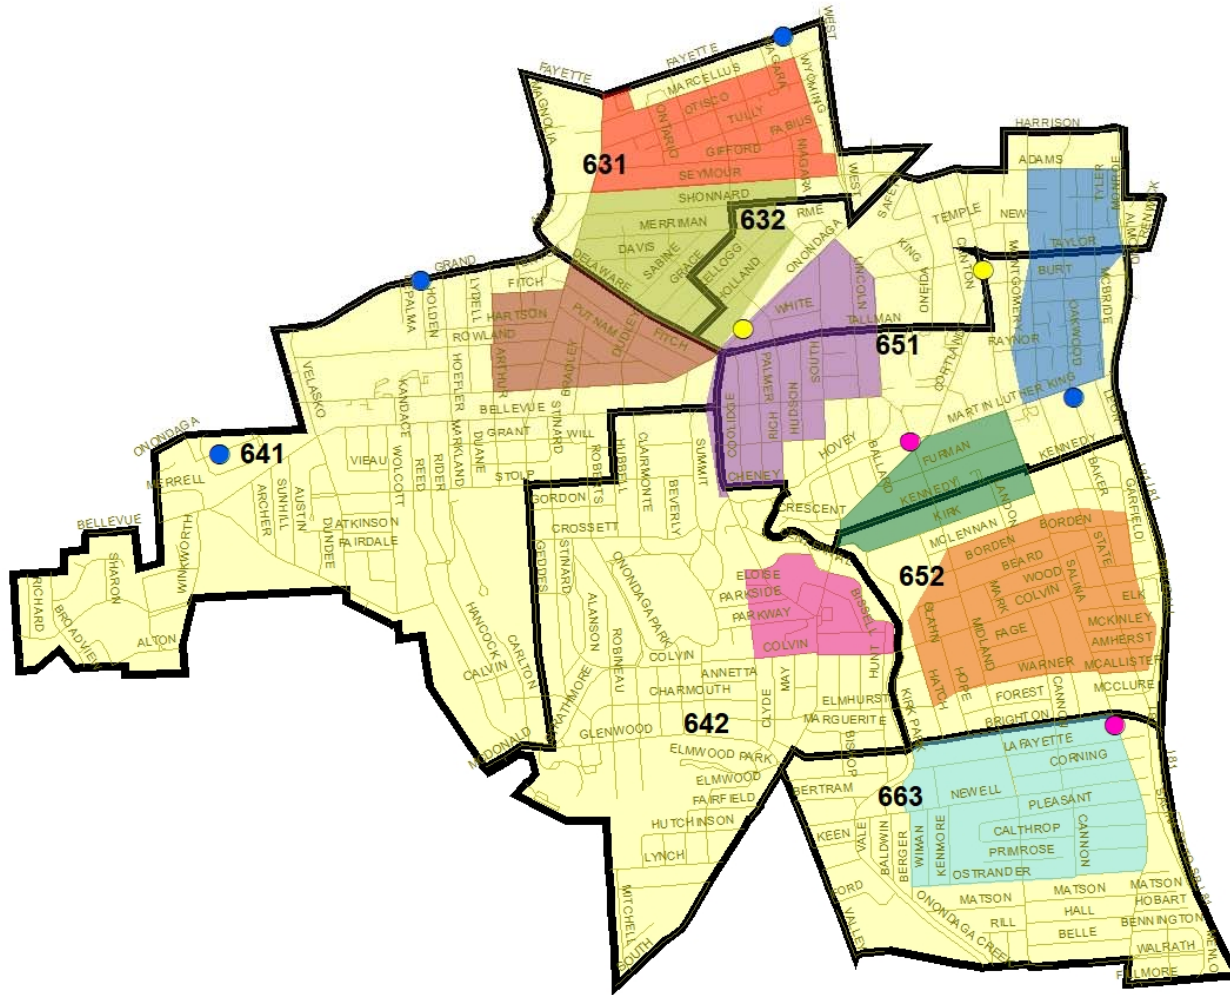 WEST
FAYETTE
FAYETTE
MAGNOLIA
MARCELLUS
WYOMING
OTISCO
ONTARIO
TULLY
FABIUS
GIFFORD
NIAGARA
631
SEYMOUR
WEST
SHONNARD
HARRISON
ADAMS
TYLER
MONROE
RENWICK
632
MERRIMAN
DAVIS
SABINE
GRACE
HOLLAND
ONONDAGA
TEMPLE
NEW
KING
ONEIDA
TAYLOR
BURT
MONTGOMERY
OAKWOOD
MCBRIDE
DELAWARE
GRAND
FITCH
LYDELL
HOLDEN
HARTSON
ROWLAND
PUTNAM
DUDLEY
FITCH
ARTHUR
BRADLEY
WHITE
LINCOLN
TALLMAN
651
RAYNOR
CORTLAND
PALMER
SOUTH
RICH
HUDSON
COOLIDGE
VELASKO
KANDACE
HOEFLER
MARKLAND
BELLEVUE
STINARD
GRANT
WILL
DUANE
MARTIN LUTHER KING
ONONDAGA
641
MERRELL
VIEAU
WOLCOTT
REED
RIDER
STOLP
ROBERTS
HUBBELL
CLAIRMONTE
SUMMIT
HOVEY
BALLARD
FURMAN
KENNEDY
KENNEDY
CHENEY
BEVERLY
GORDON
CRESCENT
KIRK
BAKER
GARFIELD
I181
ARCHER
SUNHILL
AUSTIN
DUNDEE
ATKINSON
FAIRDALE
CROSSETT
BELLEVUE
WINKWORTH
SHARON
RICHARD
BROADVIEW
ALTON
GEDDES
STINARD
ONONDAGA PARK
ALANSON
ROBINEAU
MCLENNAN
BORDEN
BORDEN
BEARD
STATE
WOOD
SALINA
COLVIN
MARK
652
ELOISE
PARKSIDE
PARKWAY
BISSELL
COLVIN
HUNT
ELK
MCKINLEY
AMHERST
MCALLISTER
PAGE
MIDLAND
WARNER
HOPE
HATCH
MCCLURE
FOREST
CANNON
BRIGHTON
HANCOCK
CARLTON
CALVIN
COLVIN
ANNETTA
CHARMOUTH
CLYDE
MAY
ELMHURST
MARGUERITE
KIRK PARK
STRATHMORE
GLENWOOD
642
MCDONALD
ELMWOOD PARK
BISHOP
ELMWOOD
FAIRFIELD
HUTCHINSON
LYNCH
MITCHELL
SOUTH
LAFAYETTE
CORNING
I181
BERTRAM
663
NEWELL
PLEASANT
KEEN
VALE
BALDWIN
BERGER
WIMAN
KENMORE
CALTHROP
PRIMROSE
CANNON
OSTRANDER
VALLEY
ONONDAGA CREEK
MATSON
MATSON
MATSON
HOBART
RILL
HALL
BENNINGTON
BELLE
WALRATH
FILLMORE